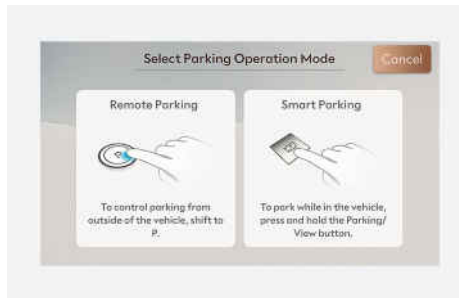 Select Parking Operation Mode
Cancel
Remote Parking
To control parking from
outside of the vehicle, shift to
P.
Smart Parking
To park while in the vehicle,
press and hold the Parking/
View button.